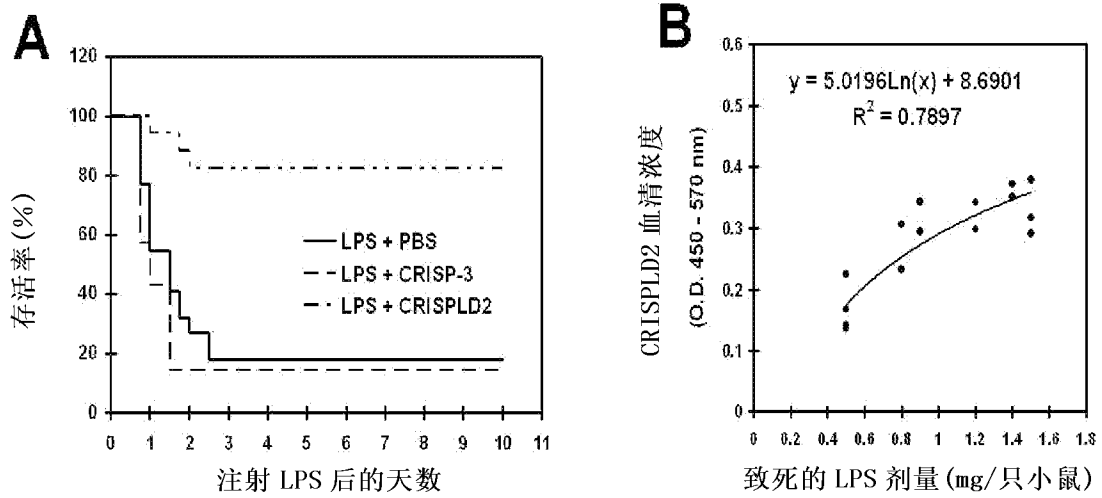 A
120
100
80
60
40
20
0
存活率(%)
LPS + PBS
LPS + CRISP-3
LPS + CRISPLD2
0 1 2 3 4 5 6 7 8 9 10 11
注射 LPS 后的天数
B
0.6
0.5
0.4
0.3
0.2
0.1
0
CRISPLD2 血清浓度
(O.D. 450 - 570 nm)
y = 5.0196Ln(x) + 8.6901
R² = 0.7897
0 0.2 0.4 0.6 0.8 1 1.2 1.4 1.6 1.8
致死的 LPS 剂量(mg/只小鼠)